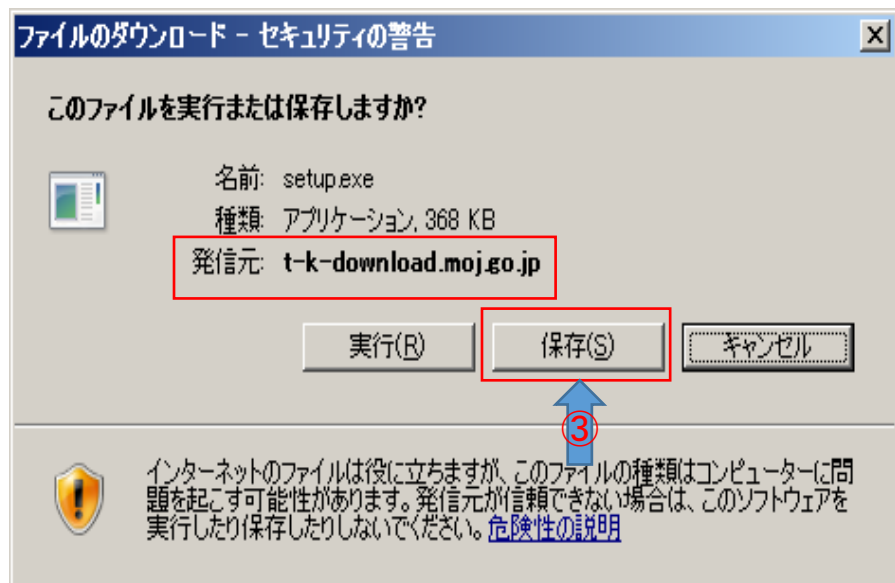 ファイルのダウンロード - セキュリティの警告
このファイルを実行または保存しますか?
名前: setup.exe
種類: アプリケーション, 368 KB
発信元: t-k-download.moj.go.jp
実行(R) 保存(S) キャンセル
③
インターネットのファイルは役に立ちますが、このファイルの種類はコンピューターに問
題を起こす可能性があります。発信元が信頼できない場合は、このソフトウェアを
実行したり保存したりしないでください。危険性の説明